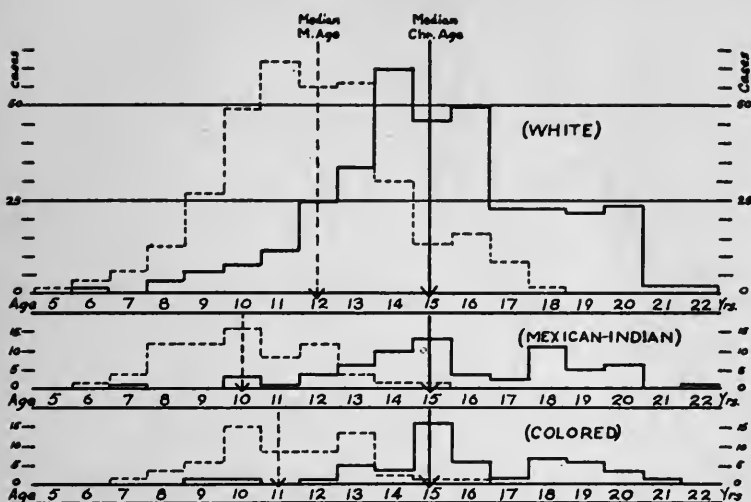 Median Median
M. Age Chr. Age
Cases Cases
50 50
(WHITE)
25 25
0 0
Age 5 6 7 8 9 10 11 12 13 14 15 16 17 18 19 20 21 22 Yrs.
15 (MEXICAN-INDIAN) 15
10 10
5 5
0 0
Age 5 6 7 8 9 10 11 12 13 14 15 16 17 18 19 20 21 22 Yrs.
15 (COLORED) 15
10 10
5 5
0 0
Age 5 6 7 8 9 10 11 12 13 14 15 16 17 18 19 20 21 22 Yrs.